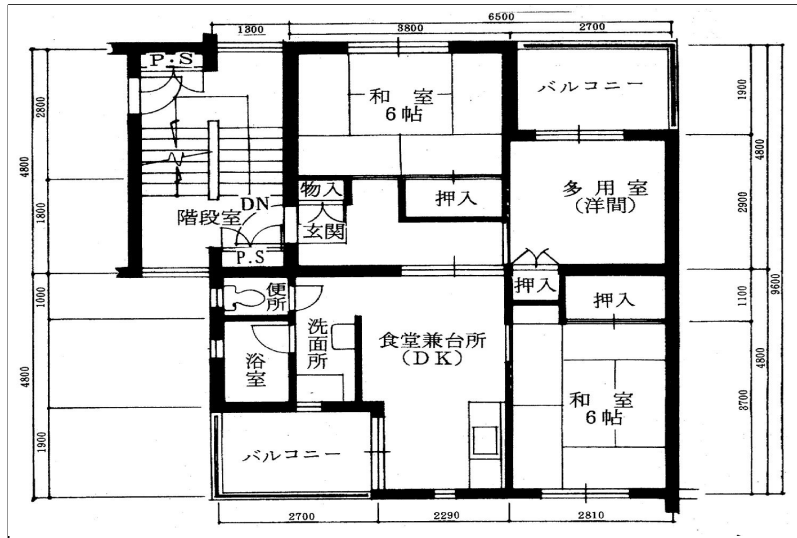 6500
1300
3800
2700
P.S
和室
6帖
バルコニー
2800
4800
1800
1900
4800
2900
9600
物入
押入
多用室
(洋間)
DN
階段室
玄関
P.S
1000
便所
押入
押入
1100
洗面所
食堂兼台所
(DK)
浴室
4800
和室
6帖
4800
3700
1900
バルコニー
2700
2290
2810